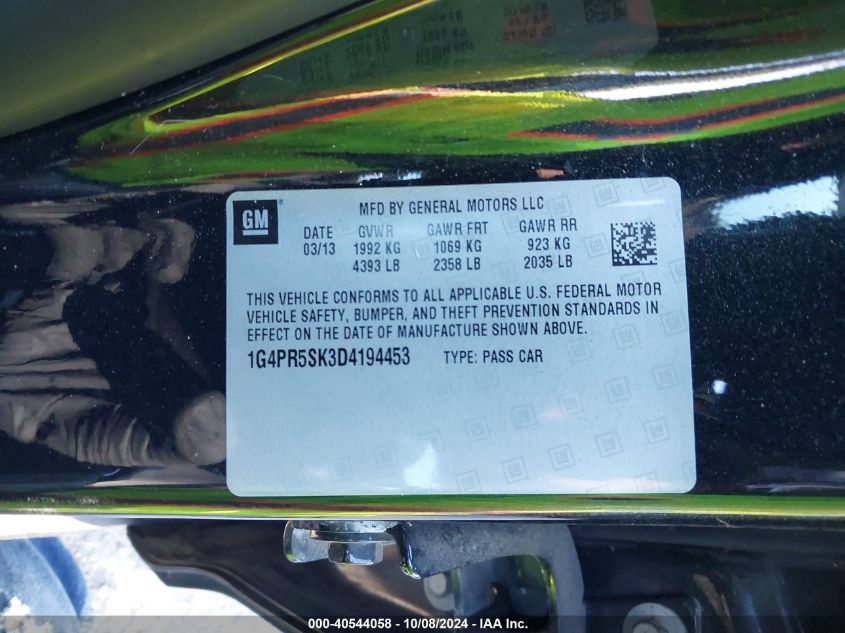 GM
MFD BY GENERAL MOTORS LLC
DATE GVWR GAWR FRT GAWR RR
03/13 1992 KG 1069 KG 923 KG
4393 LB 2358 LB 2035 LB
THIS VEHICLE CONFORMS TO ALL APPLICABLE U.S. FEDERAL MOTOR
VEHICLE SAFETY, BUMPER, AND THEFT PREVENTION STANDARDS IN
EFFECT ON THE DATE OF MANUFACTURE SHOWN ABOVE.
1G4PR5SK3D4194453 TYPE: PASS CAR
000-40544058 - 10/08/2024 - IAA Inc.